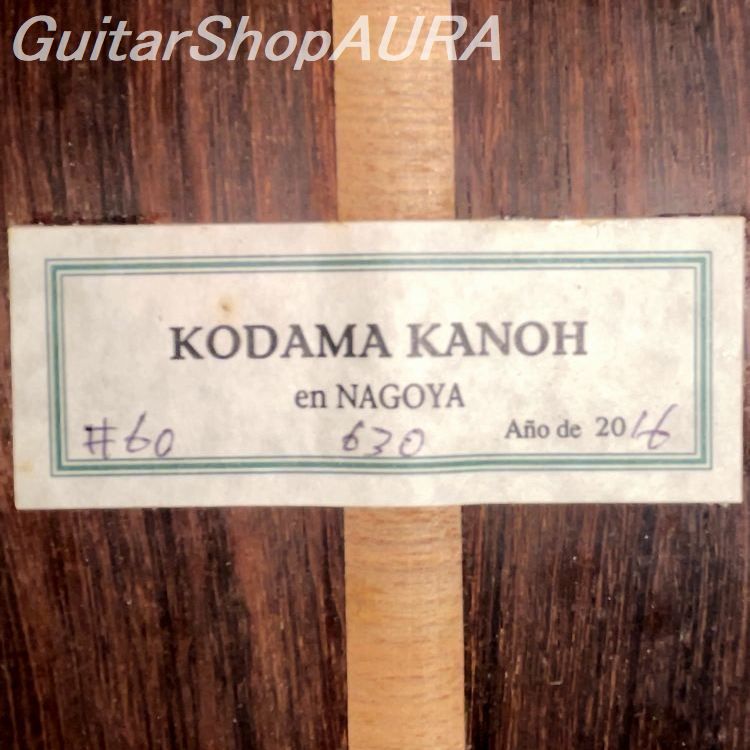 GuitarShopAURA
KODAMA KANOH
en NAGOYA
#60 630 Año de 2016